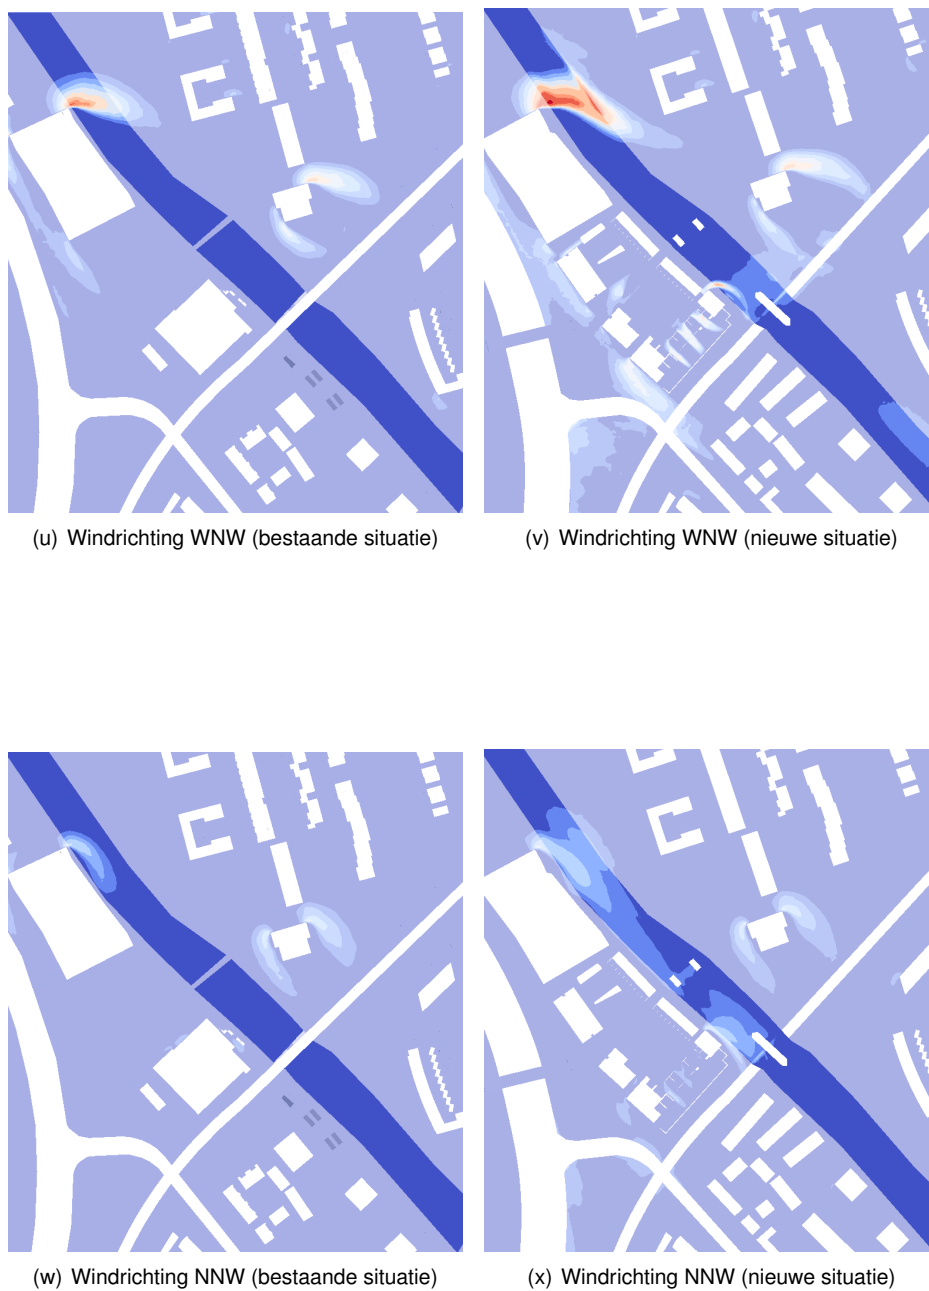 (u) Windrichting WNW (bestaande situatie)
(v) Windrichting WNW (nieuwe situatie)
(w) Windrichting NNW (bestaande situatie)
(x) Windrichting NNW (nieuwe situatie)